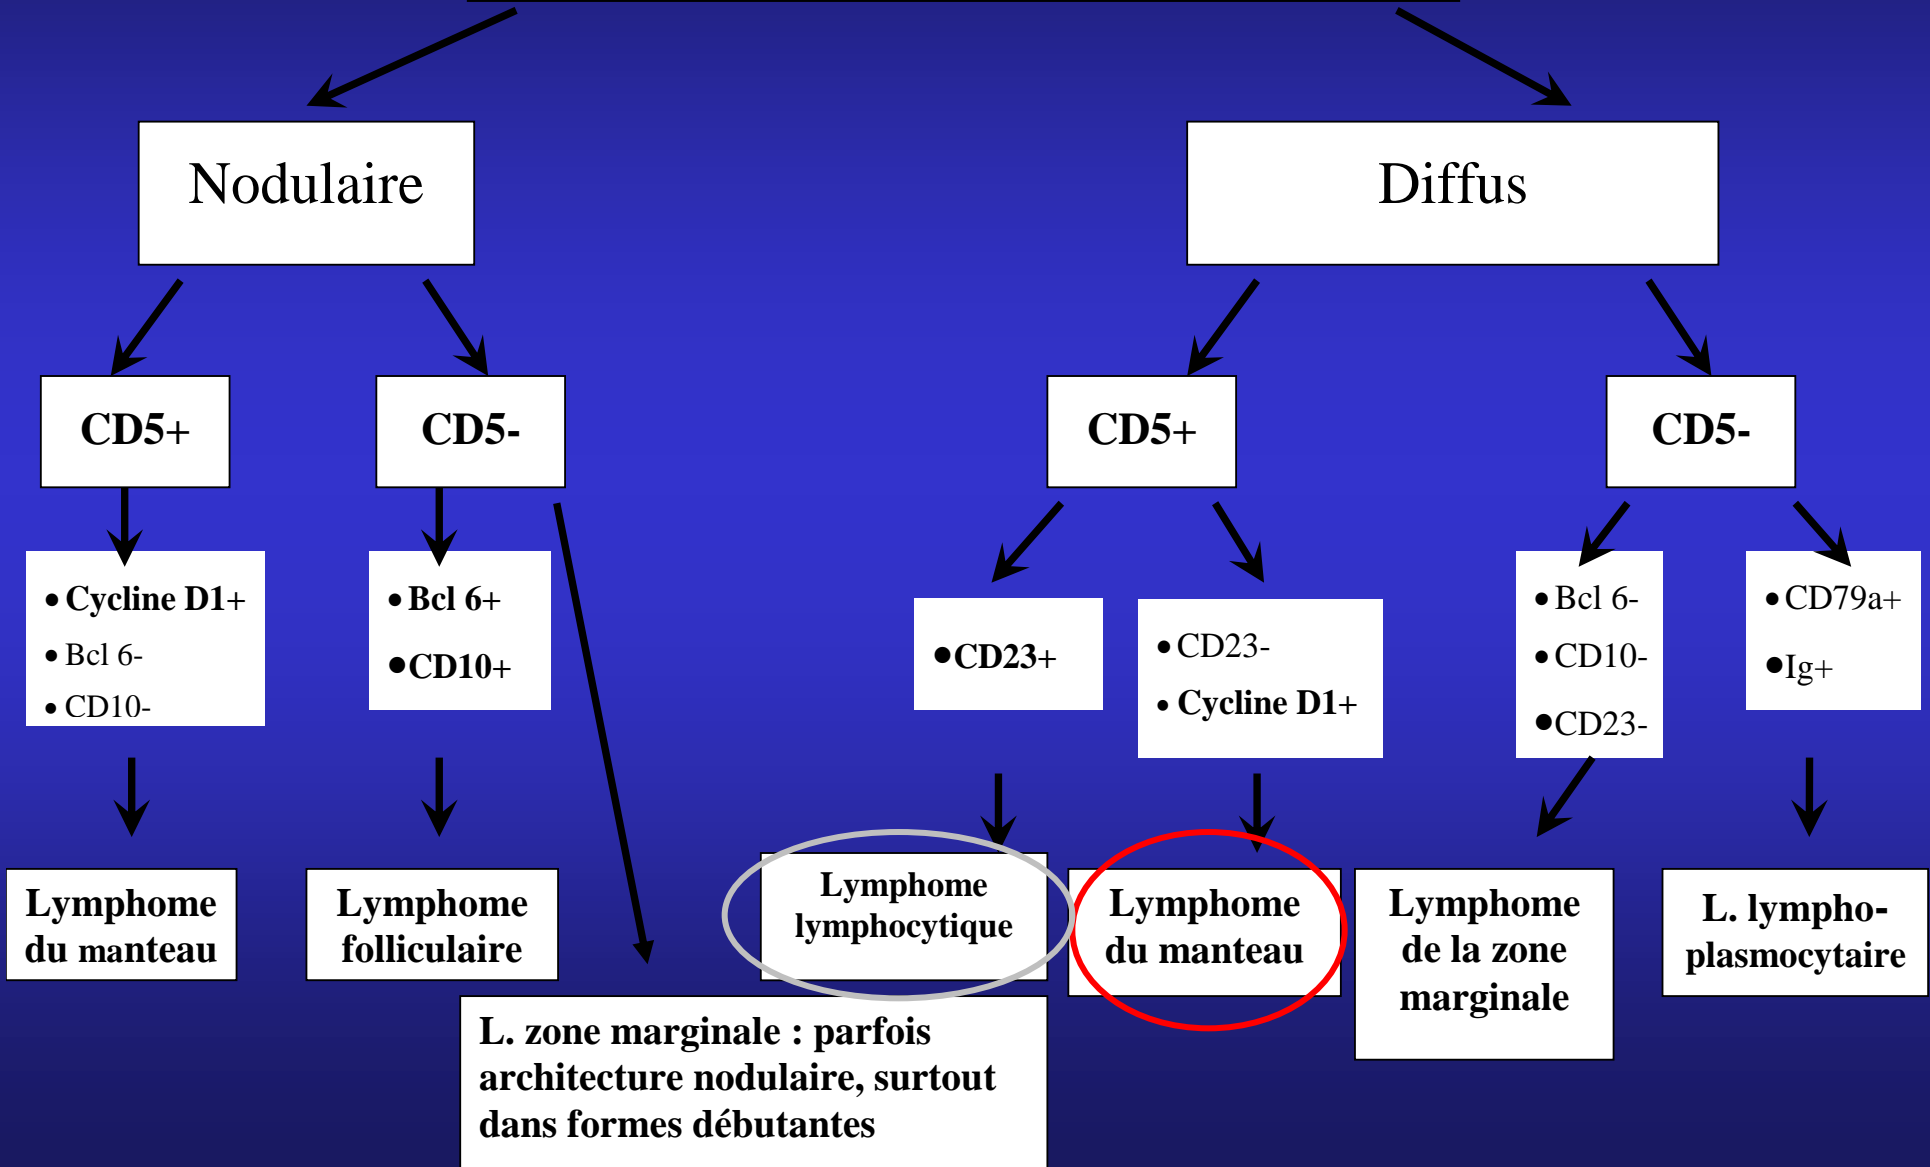 Nodulaire
Diffus
CD5+
CD5-
CD5+
CD5-
• Cycline D1+
• Bcl 6-
• CD10-
• Bcl 6+
• CD10+
• CD23+
• CD23-
• Cycline D1+
• Bcl 6-
• CD10-
• CD23-
• CD79a+
• Ig+
Lymphome
du manteau
Lymphome
folliculaire
L. zone marginale : parfois
architecture nodulaire, surtout
dans formes débutantes
Lymphome
lymphocytique
Lymphome
du manteau
Lymphome
de la zone
marginale
L. lympho-
plasmocytaire